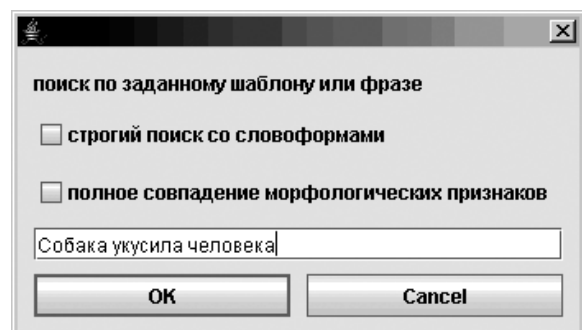 поиск по заданному шаблону или фразе
строгий поиск со словоформами
полное совпадение морфологических признаков
Собака укусила человека
OK
Cancel